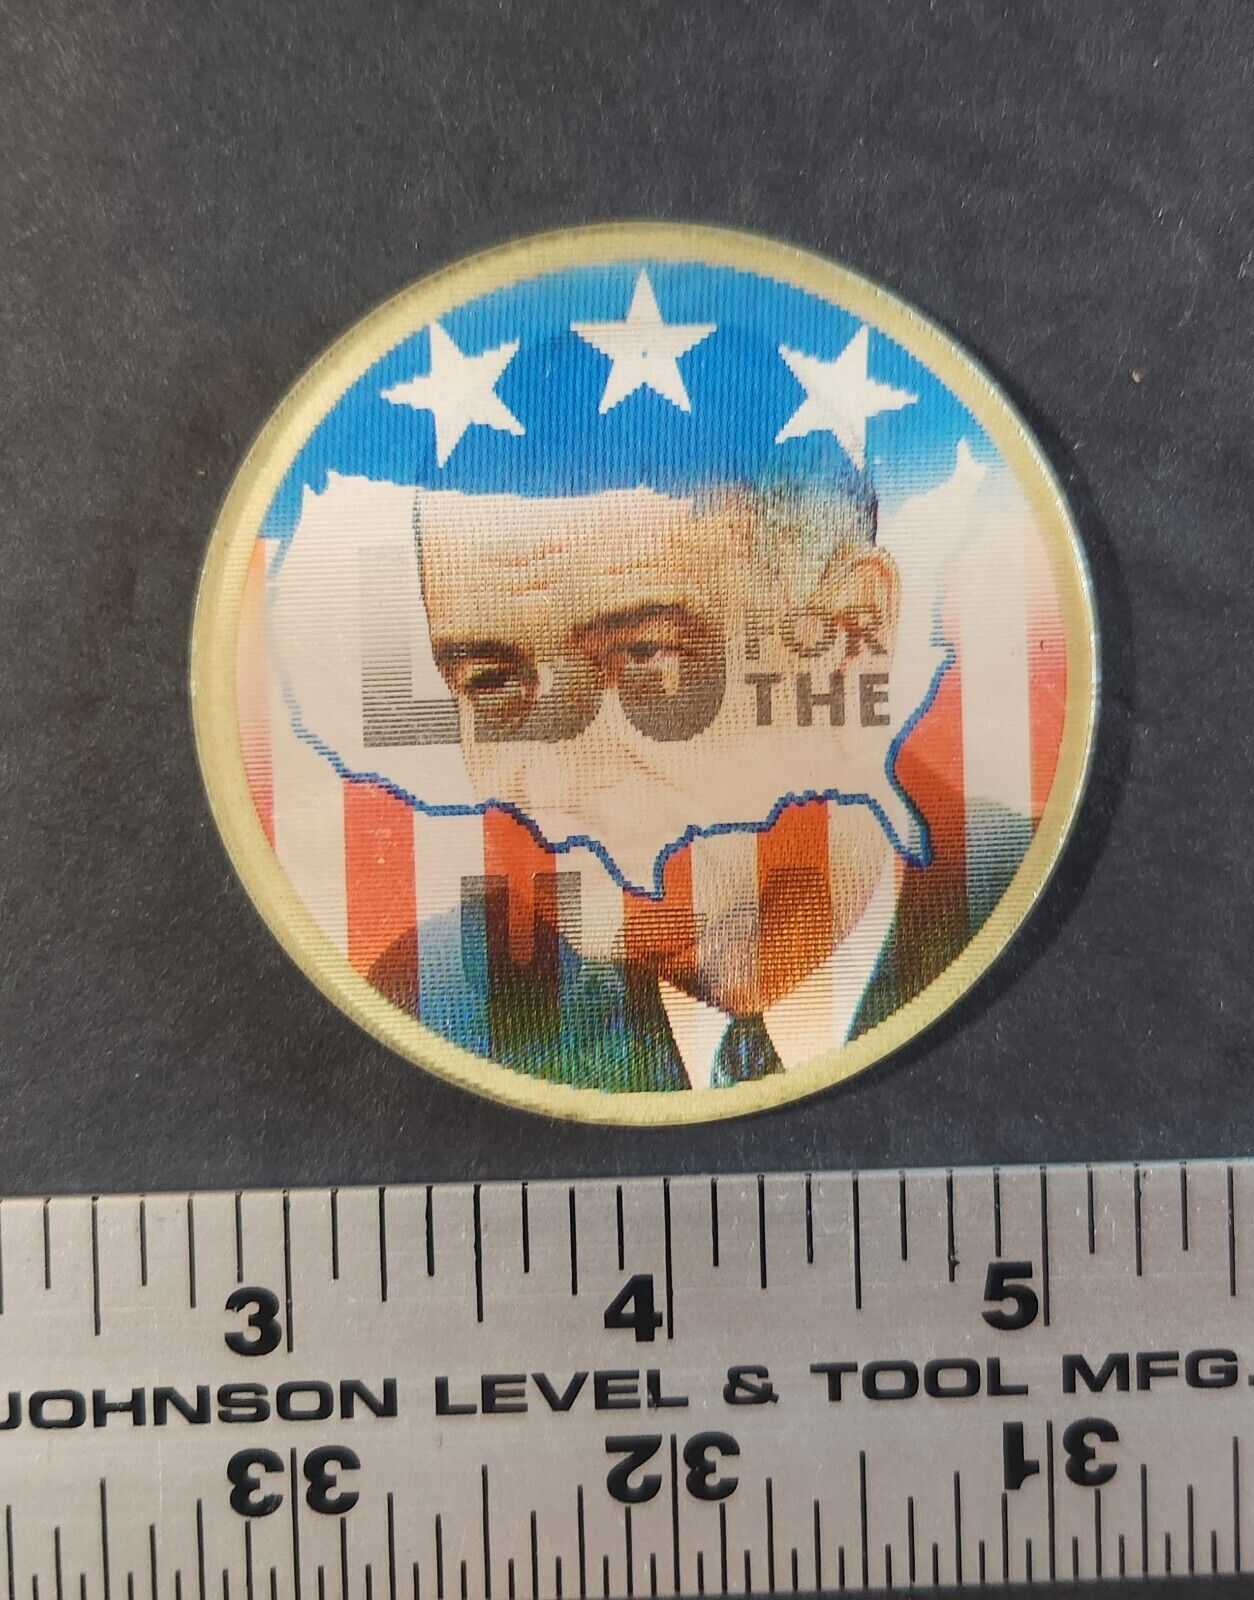 LBJ FOR
THE
U
3 4 5
JOHNSON LEVEL & TOOL MFG.
33 32 31